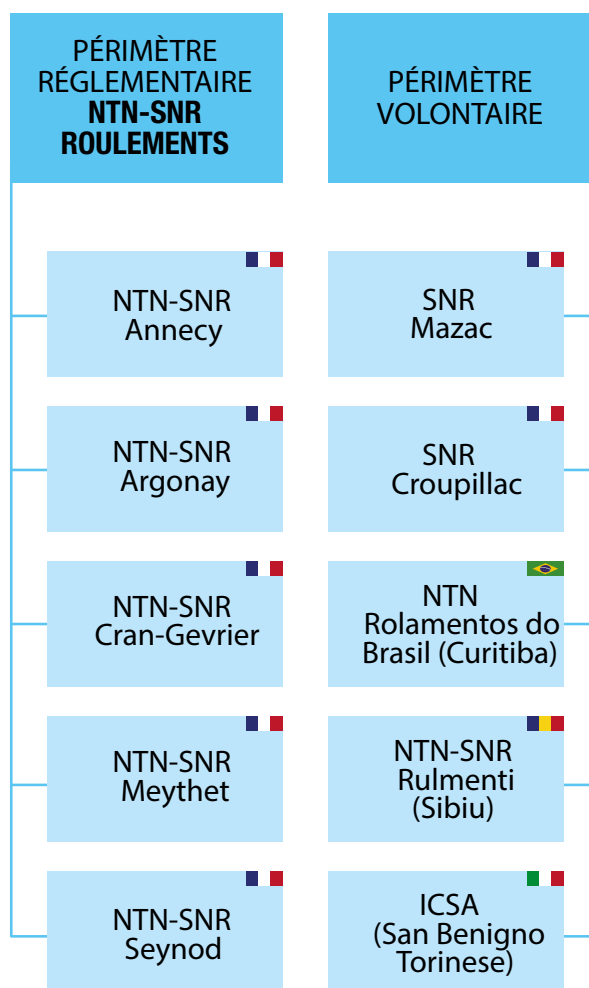 PÉRIMÈTRE
RÉGLEMENTAIRE
NTN-SNR
ROULEMENTS
NTN-SNR
Annecy
NTN-SNR
Argonay
NTN-SNR
Cran-Gevrier
NTN-SNR
Meythet
NTN-SNR
Seynod
PÉRIMÈTRE
VOLONTAIRE
SNR
Mazac
SNR
Croupillac
NTN
Rolamentos do
Brasil (Curitiba)
NTN-SNR
Rulmenti
(Sibiu)
ICSA
(San Benigno
Torinese)